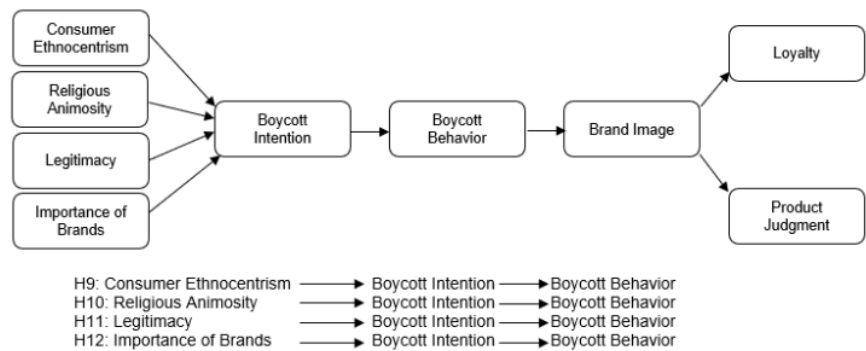 Consumer
Ethnocentrism
Religious
Animosity
Legitimacy
Importance of
Brands
Boycott
Intention
Boycott
Behavior
Brand Image
Loyalty
Product
Judgment
H9: Consumer Ethnocentrism Boycott Intention Boycott Behavior
H10: Religious Animosity Boycott Intention Boycott Behavior
H11: Legitimacy Boycott Intention Boycott Behavior
H12: Importance of Brands Boycott Intention Boycott Behavior